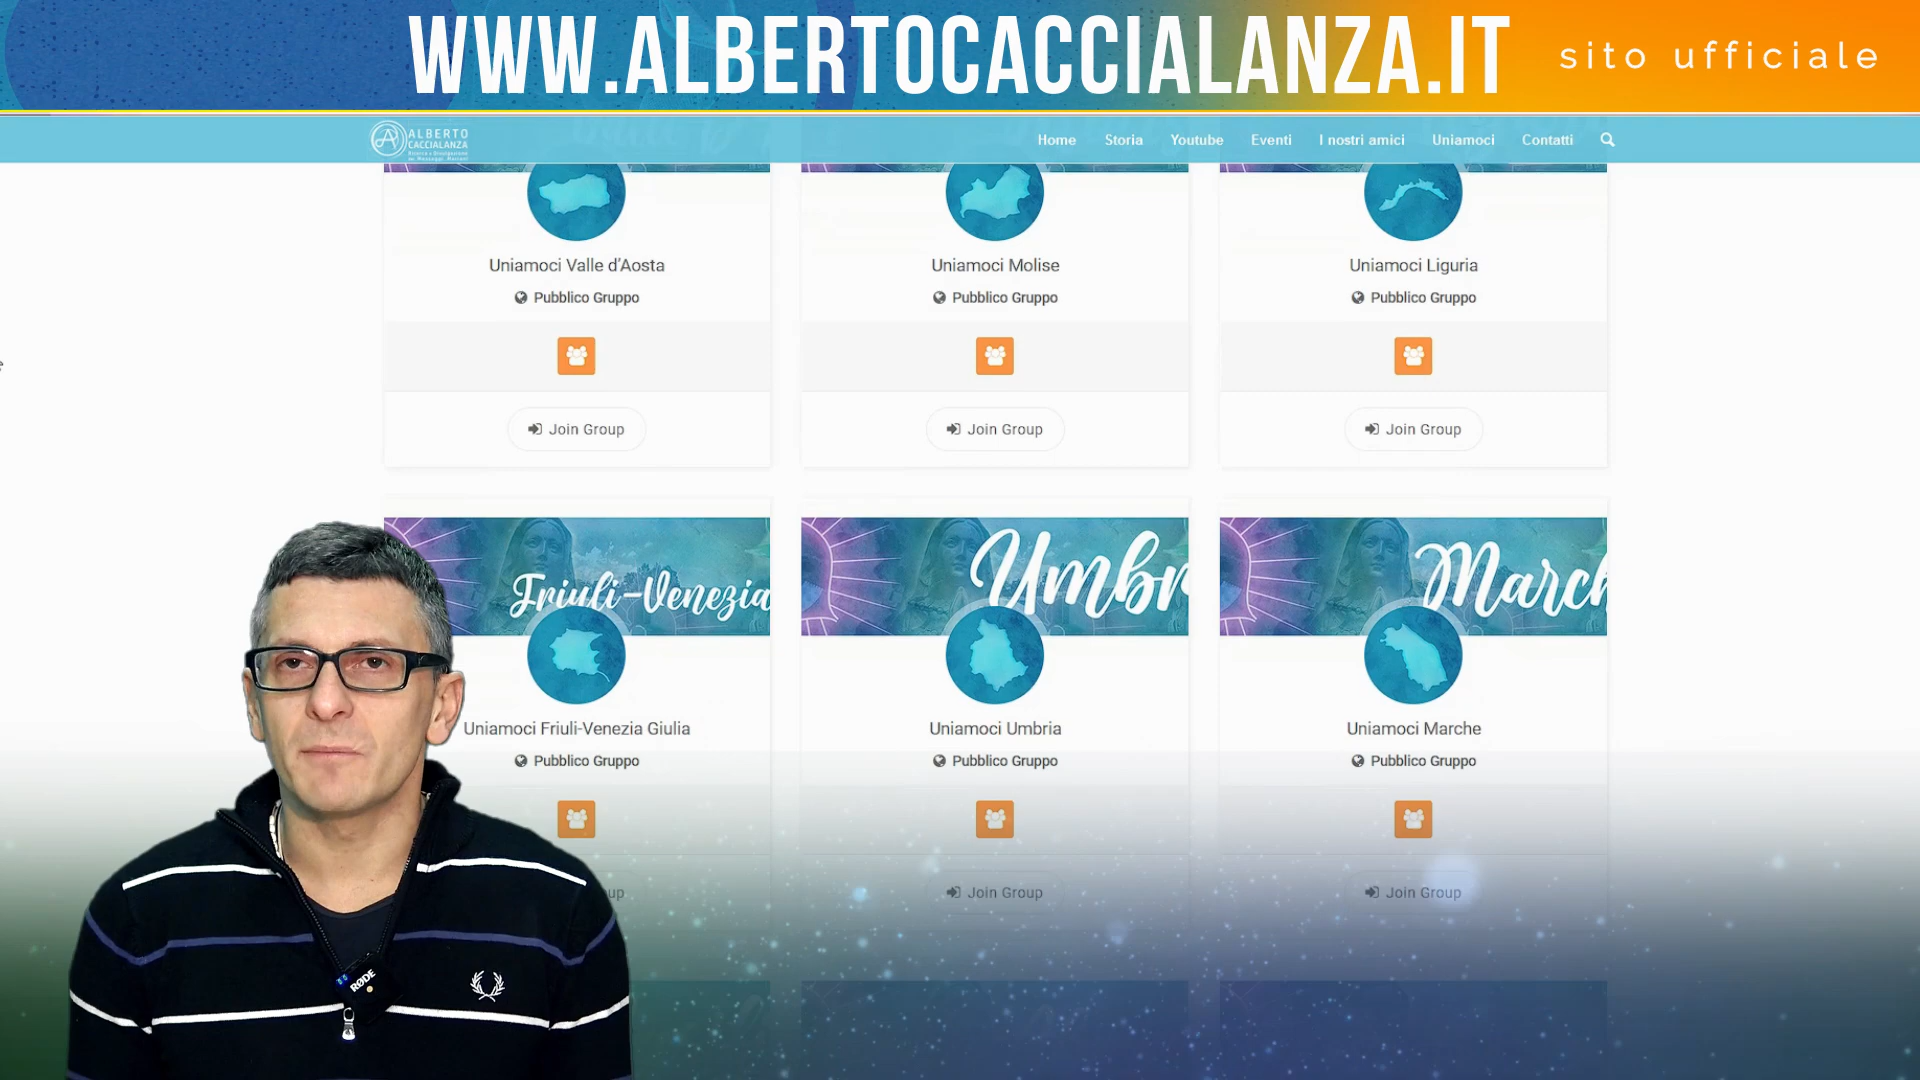 WWW.ALBERTOCACCIALANZA.IT
sito ufficiale
ALBERTO
CACCIALANZA
Home
Storia
Youtube
Eventi
I nostri amici
Uniamoci
Contatti
Uniamoci Valle d’Aosta
Uniamoci Molise
Uniamoci Liguria
Pubblico Gruppo
Pubblico Gruppo
Pubblico Gruppo
Join Group
Join Group
Join Group
Friuli-Venezia
Umbr
March
Uniamoci Friuli-Venezia Giulia
Uniamoci Umbria
Uniamoci Marche
Pubblico Gruppo
Pubblico Gruppo
Pubblico Gruppo
up
Join Group
Join Group
RØDE